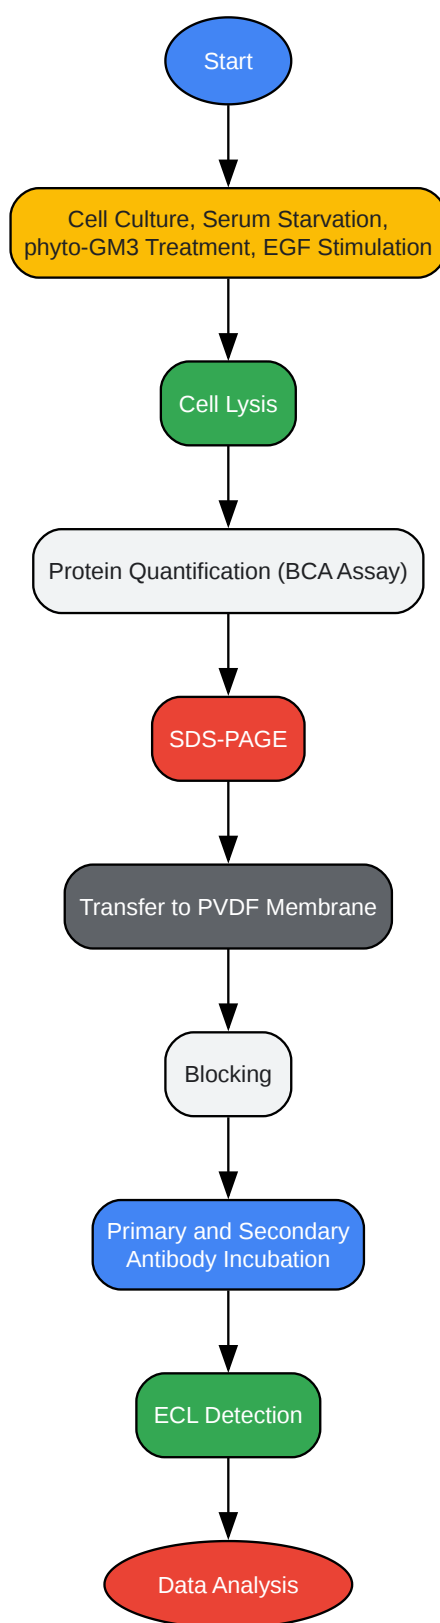 Start
Cell Culture, Serum Starvation,
phyto-GM3 Treatment, EGF Stimulation
Cell Lysis
Protein Quantification (BCA Assay)
SDS-PAGE
Transfer to PVDF Membrane
Blocking
Primary and Secondary
Antibody Incubation
ECL Detection
Data Analysis